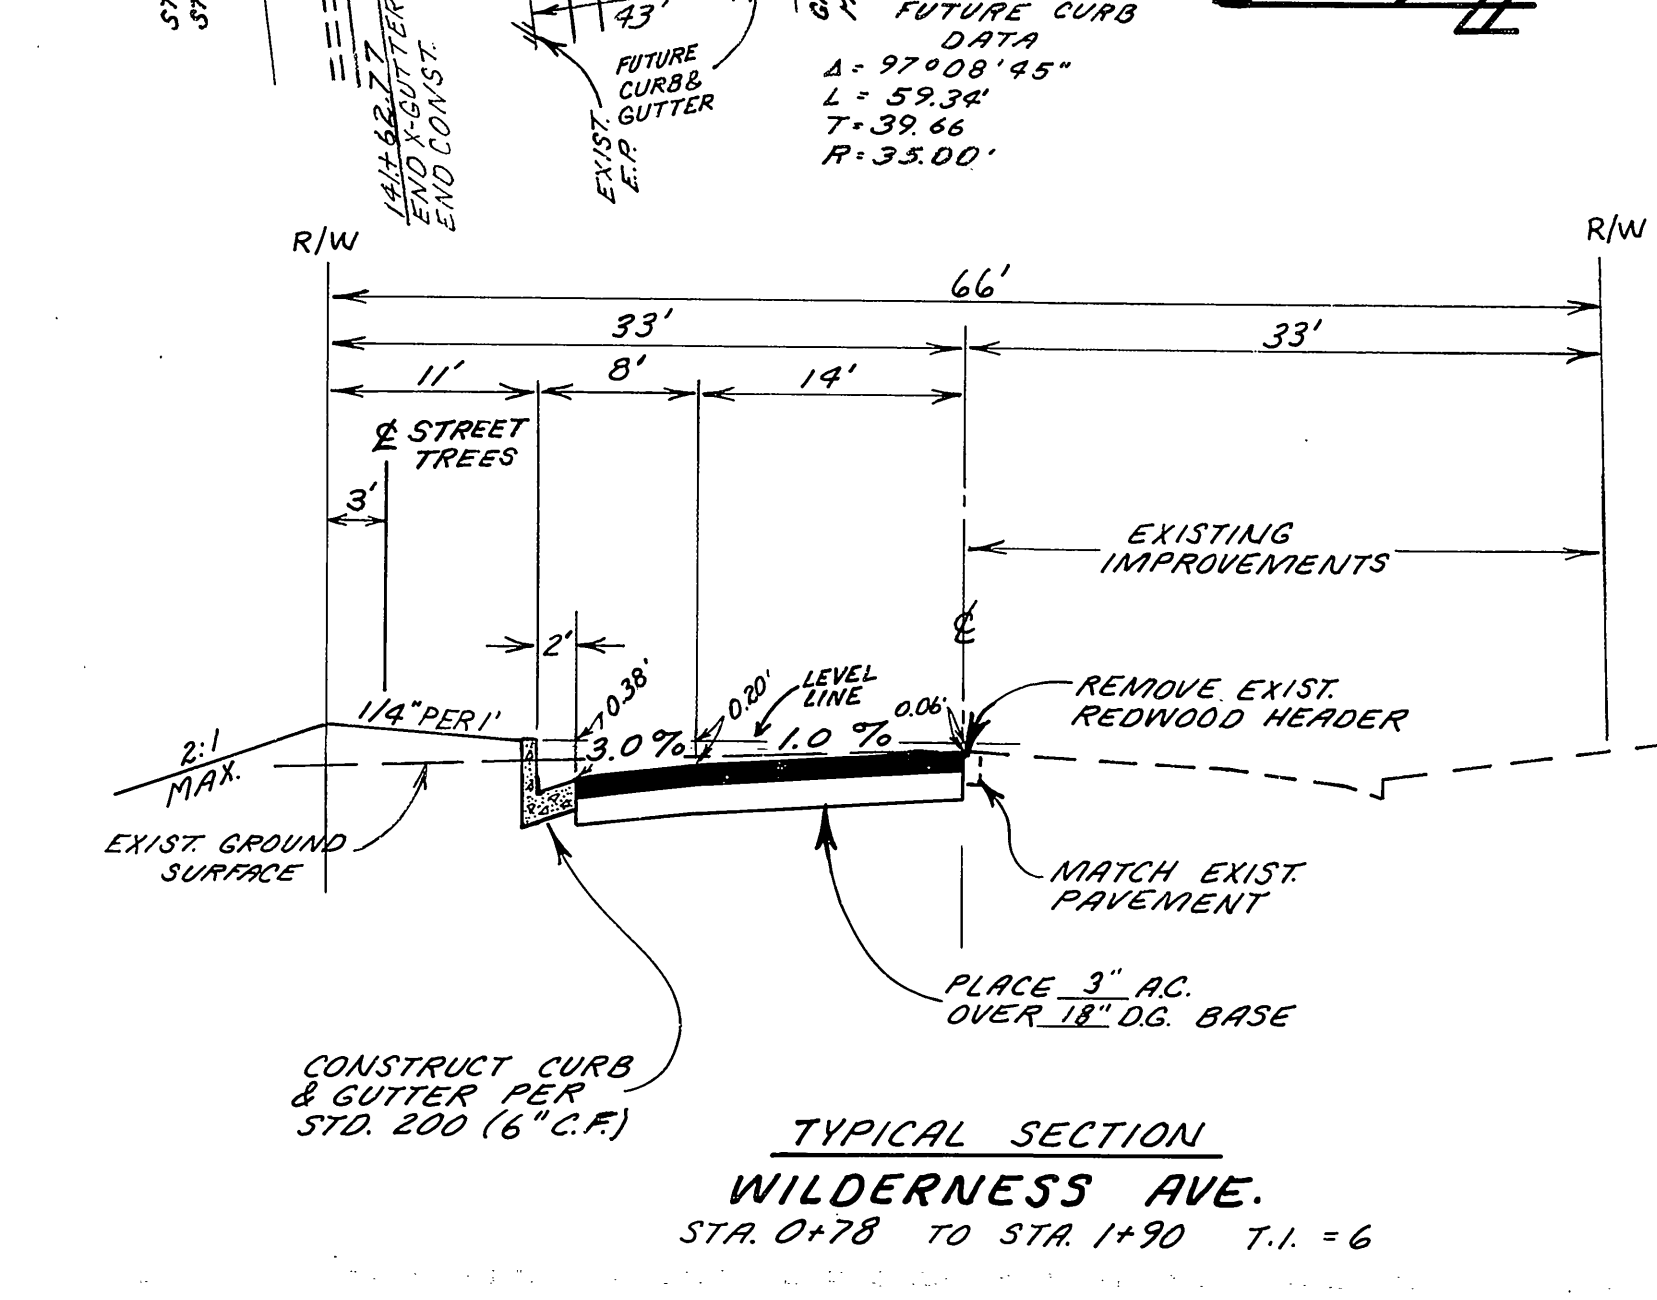 141+62.77
END X-GUTTER
END CONST.
43'
FUTURE
CURB&
GUTTER
EXIST.
E.P.
FUTURE CURB
DATA
Δ= 97°08'45"
L = 59.34'
T= 39.66
R= 35.00'
R/W
R/W
66'
33'
33'
11'
8'
14'
℄ STREET
TREES
3'
EXISTING
IMPROVEMENTS
℄
2'
0.38'
0.20'
LEVEL
LINE
0.06'
REMOVE EXIST.
REDWOOD HEADER
1/4" PER 1'
3.0 %
1.0 %
2:1
MAX.
EXIST. GROUND
SURFACE
MATCH EXIST.
PAVEMENT
PLACE 3" A.C.
OVER 18" D.G. BASE
CONSTRUCT CURB
& GUTTER PER
STD. 200 (6" C.F.)
TYPICAL SECTION
WILDERNESS AVE.
STA. 0+78 TO STA. 1+90 T.I. = 6